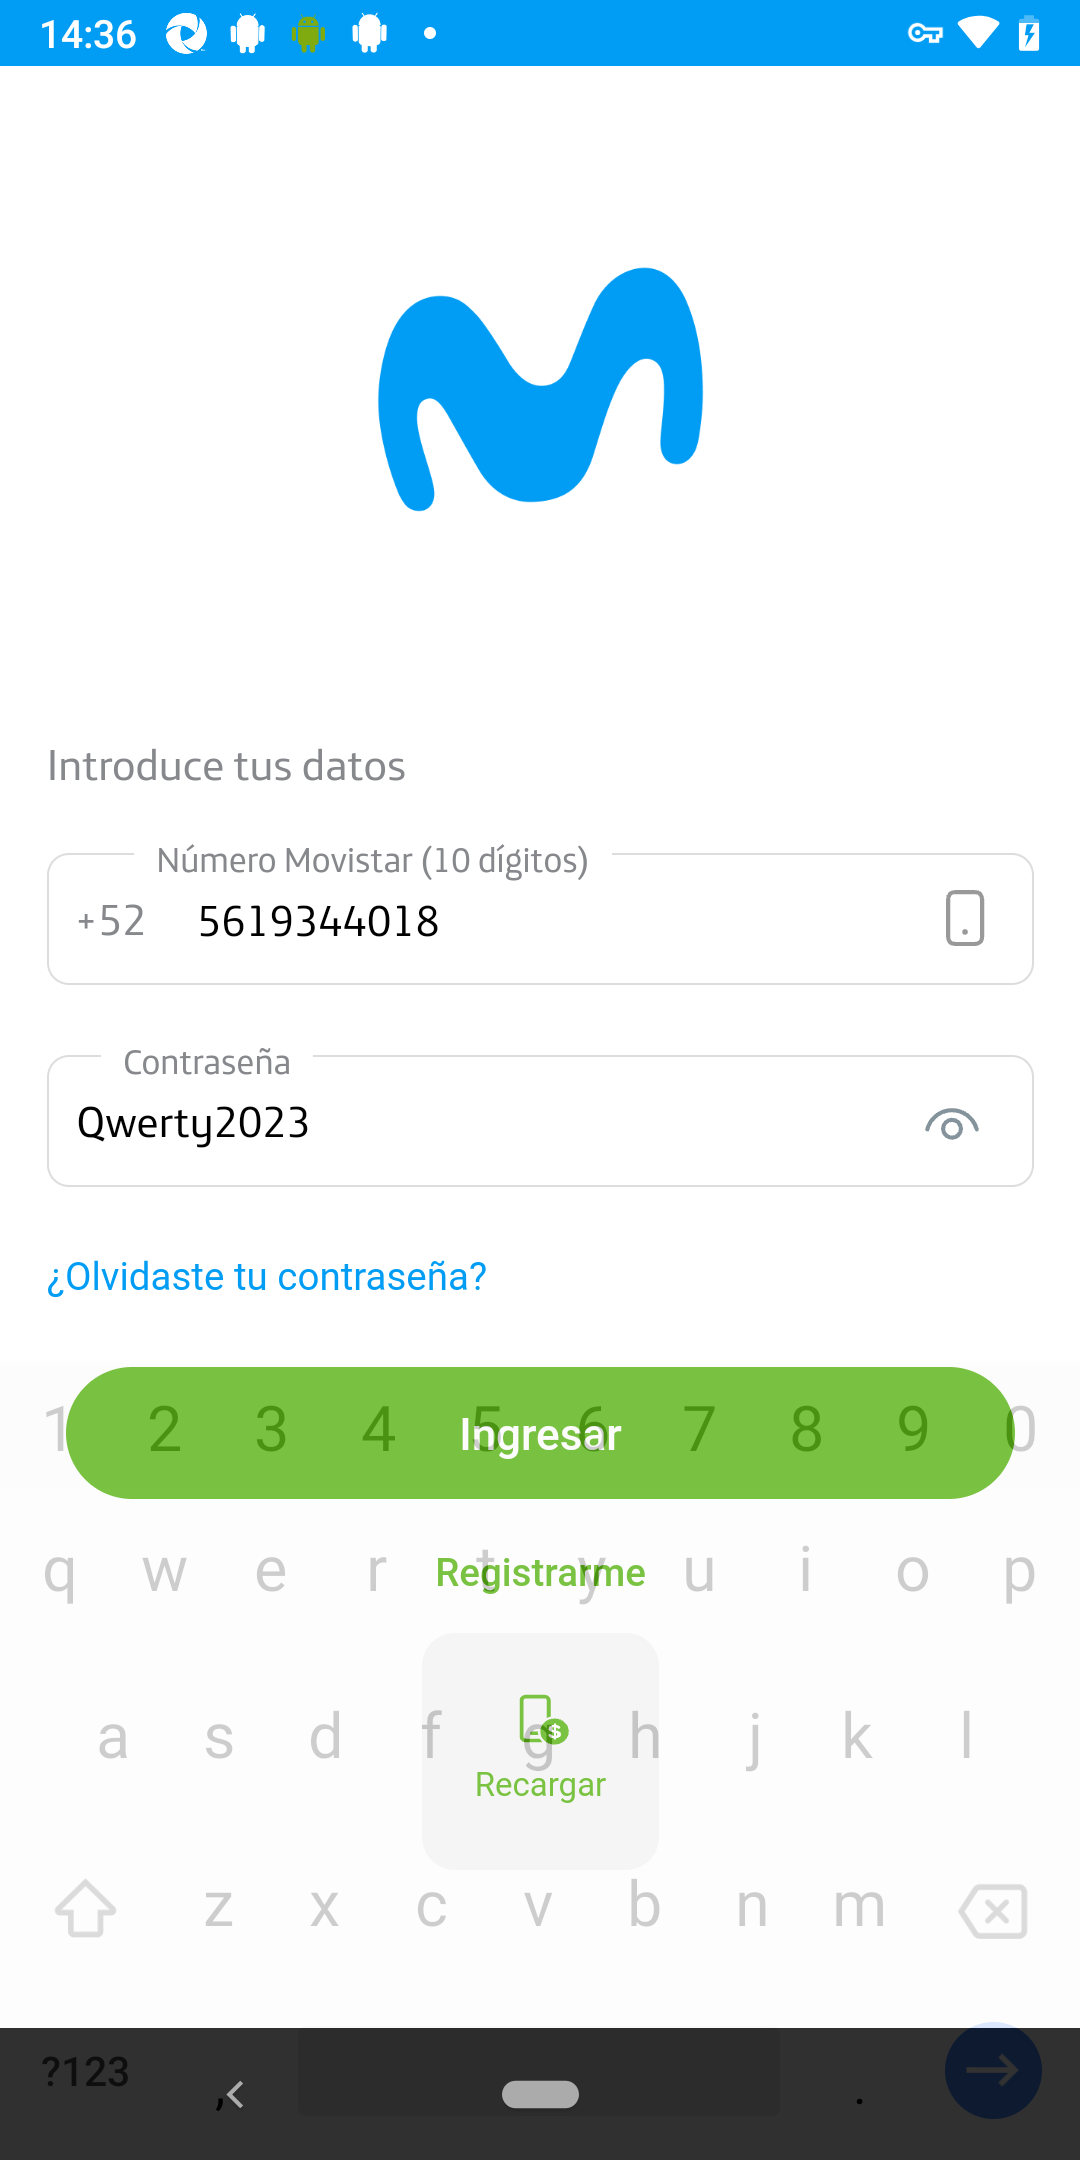 14:36
Introduce tus datos
Número Movistar (10 dígitos)
+52 5619344018
Contraseña
Qwerty2023
¿Olvidaste tu contraseña?
1 2 3 4 5 6 7 8 9 0
Ingresar
q w e r t y u i o p
Registrarme
a s d f g h j k l
$
Recargar
z x c v b n m
?123 , .